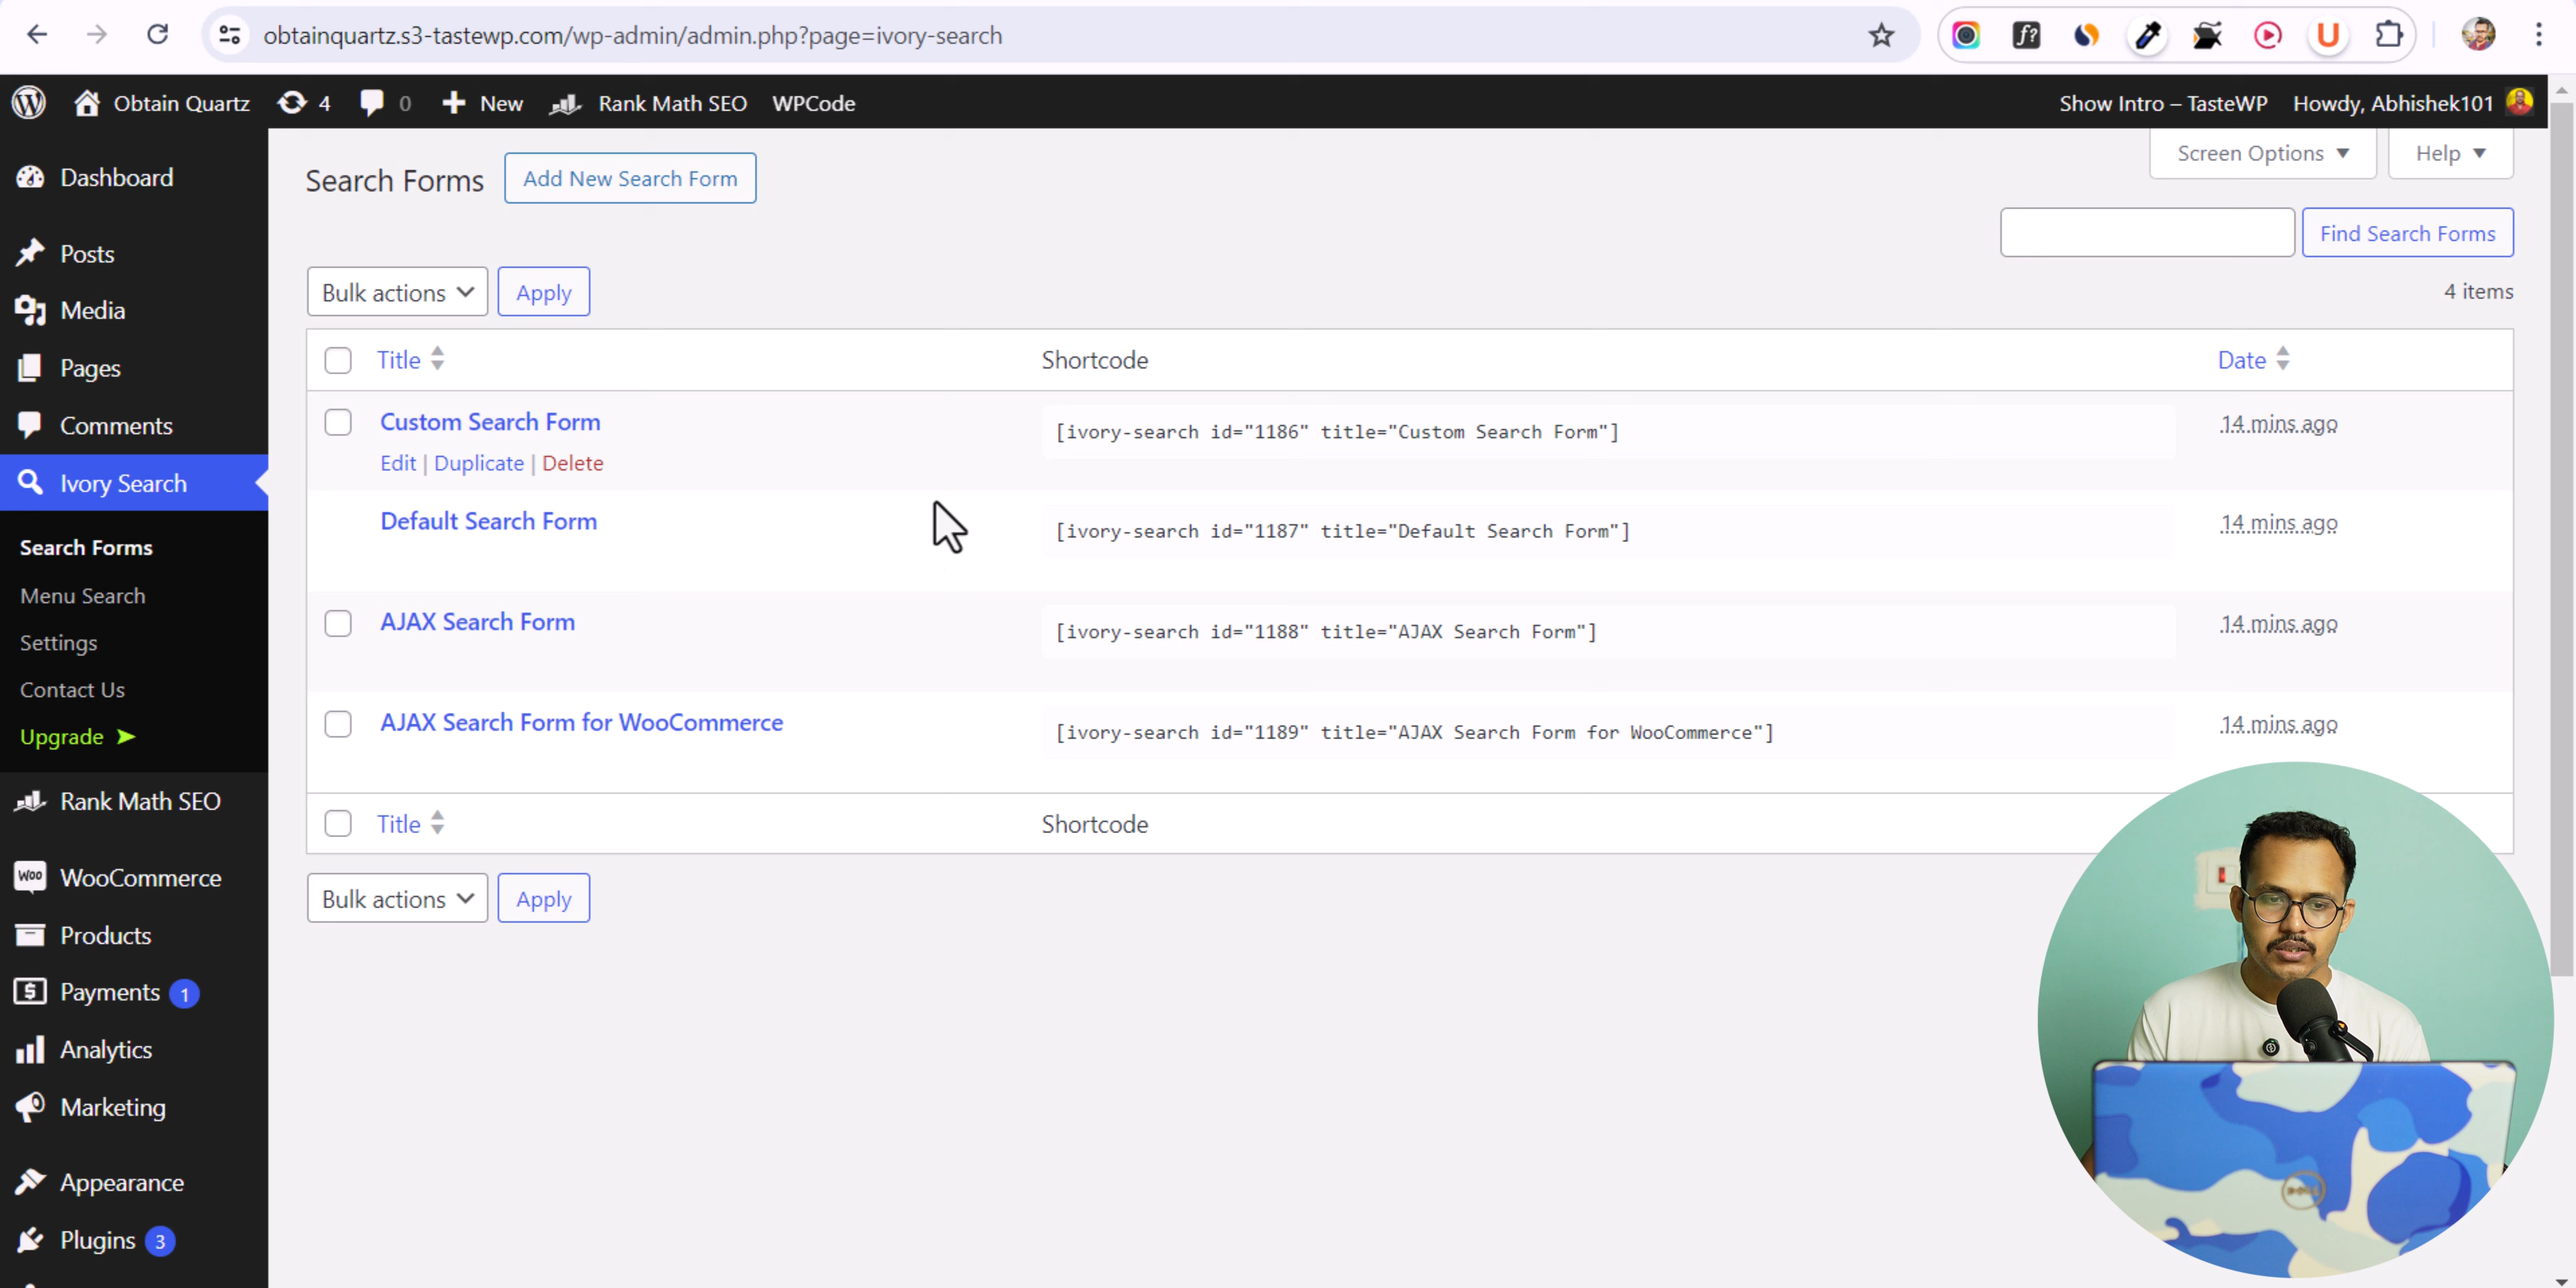 obtainquartz.s3-tastewp.com/wp-admin/admin.php?page=ivory-search
Obtain Quartz 4 0 New Rank Math SEO WPCode Show Intro – TasteWP Howdy, Abhishek101
Dashboard
Posts
Media
Pages
Comments
Ivory Search
Search Forms
Menu Search
Settings
Contact Us
Upgrade ➤
Rank Math SEO
WooCommerce
Products
Payments 1
Analytics
Marketing
Appearance
Plugins 3
Screen Options ▼ Help ▼
Search Forms Add New Search Form
Find Search Forms
Bulk actions Apply 4 items
Title Shortcode Date
Custom Search Form [ivory-search id="1186" title="Custom Search Form"] 14 mins ago
Edit | Duplicate | Delete
Default Search Form [ivory-search id="1187" title="Default Search Form"] 14 mins ago
AJAX Search Form [ivory-search id="1188" title="AJAX Search Form"] 14 mins ago
AJAX Search Form for WooCommerce [ivory-search id="1189" title="AJAX Search Form for WooCommerce"] 14 mins ago
Title Shortcode
Bulk actions Apply
DELL